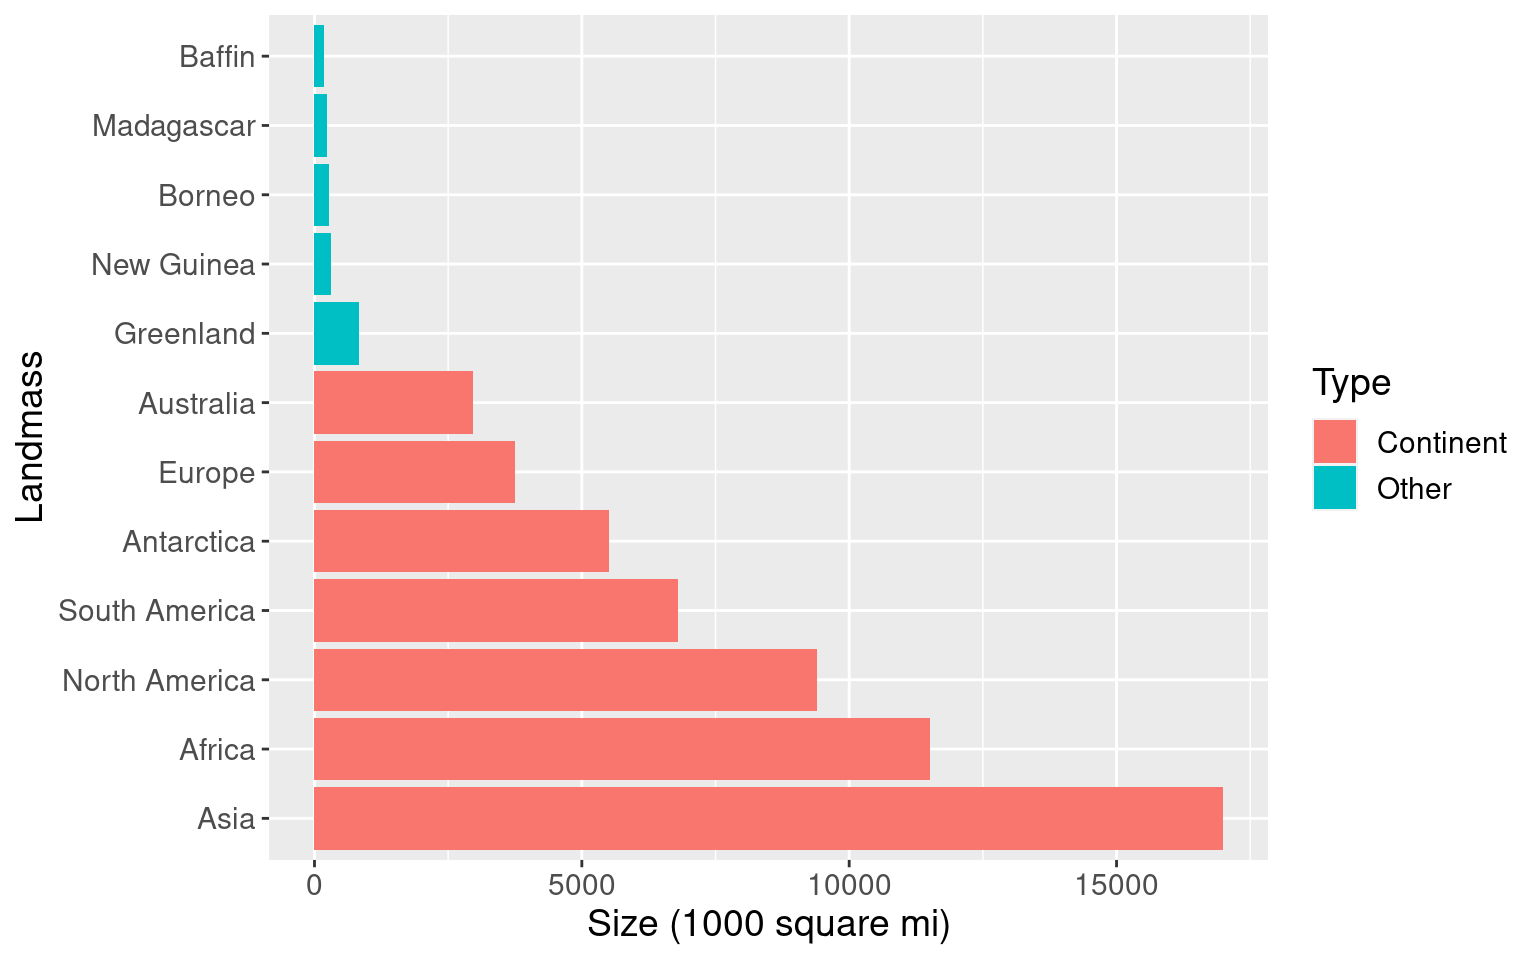 Landmass
Baffin
Madagascar
Borneo
New Guinea
Greenland
Australia
Europe
Antarctica
South America
North America
Africa
Asia
0 5000 10000 15000
Size (1000 square mi)
Type
Continent
Other